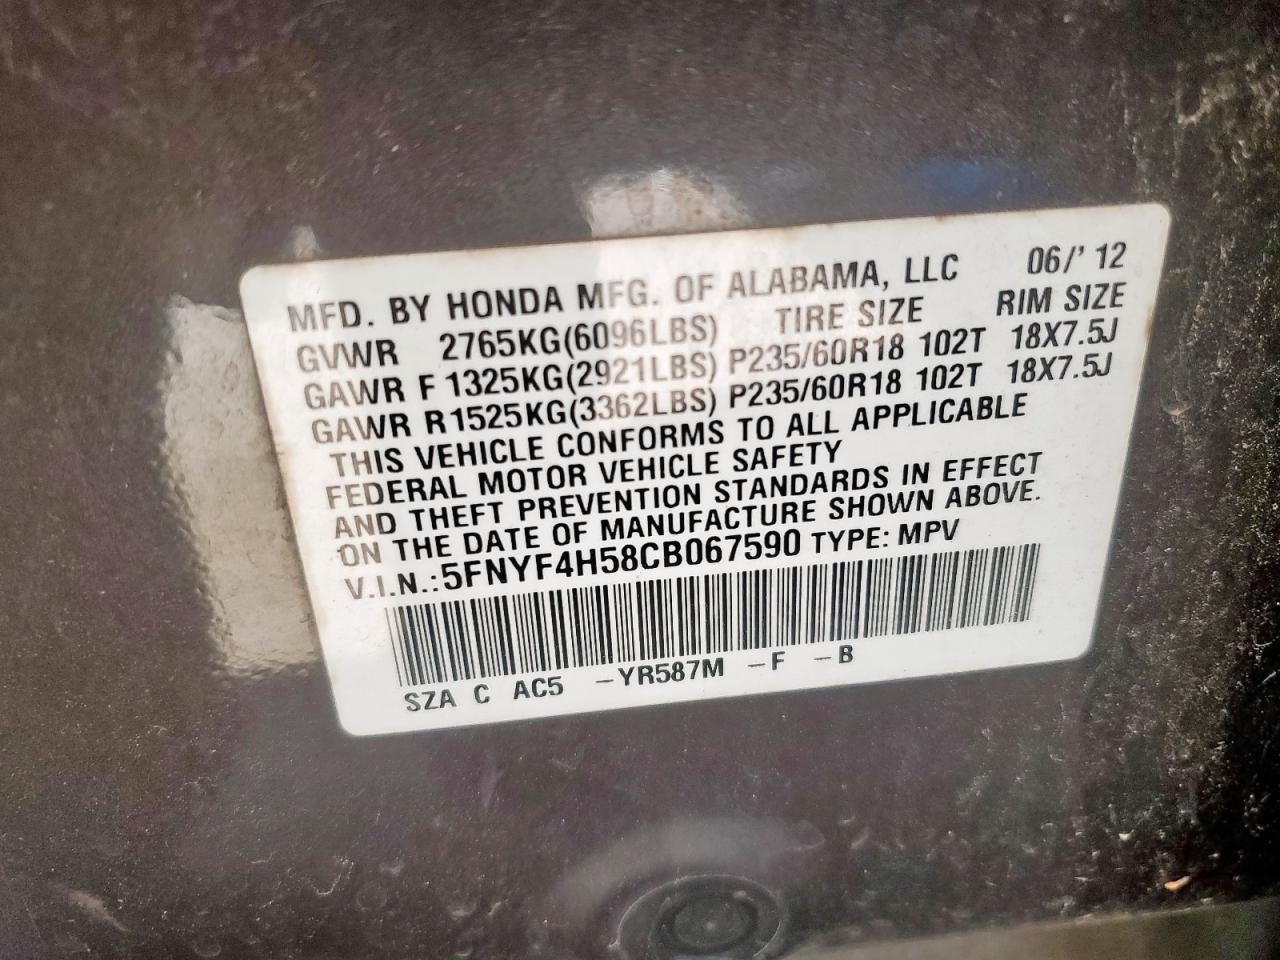 MFD. BY HONDA MFG. OF ALABAMA, LLC 06/' 12
GVWR 2765KG(6096LBS) TIRE SIZE RIM SIZE
GAWR F 1325KG(2921LBS) P235/60R18 102T 18X7.5J
GAWR R 1525KG(3362LBS) P235/60R18 102T 18X7.5J
THIS VEHICLE CONFORMS TO ALL APPLICABLE
FEDERAL MOTOR VEHICLE SAFETY
AND THEFT PREVENTION STANDARDS IN EFFECT
ON THE DATE OF MANUFACTURE SHOWN ABOVE.
V.I.N.:5FNYF4H58CB067590 TYPE: MPV
SZA C AC5 -YR587M -F -B